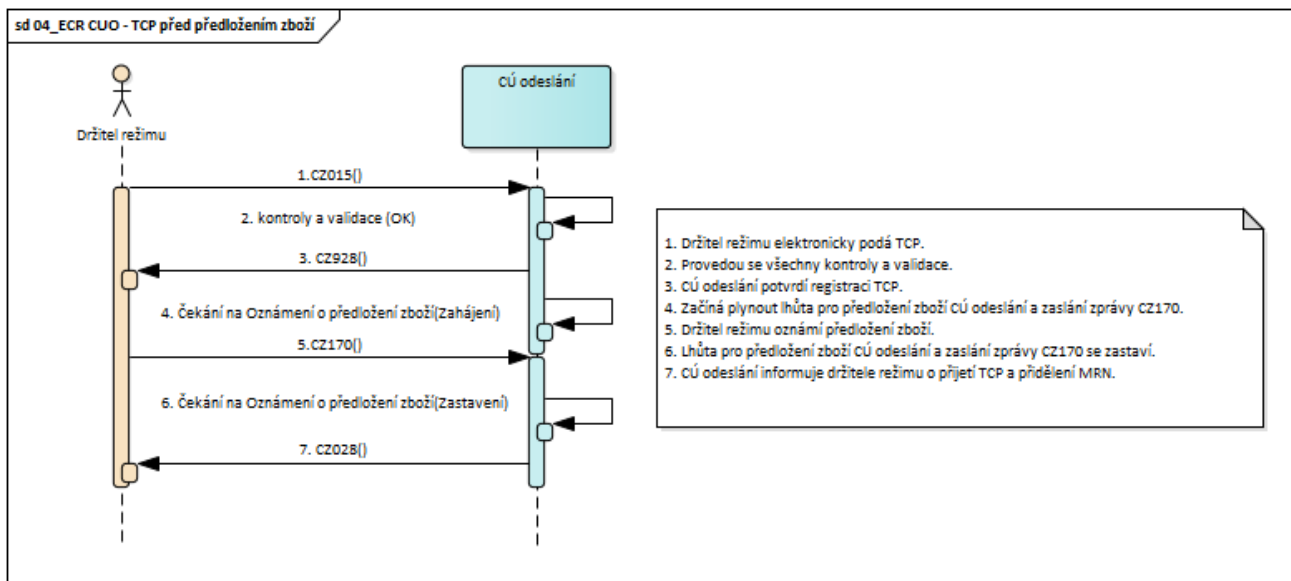 sd 04_ECR CUO - TCP před předložením zboží
CÚ odeslání
Držitel režimu
1.CZ015()
2. kontroly a validace (OK)
3. CZ928()
4. Čekání na Oznámení o předložení zboží(Zahájení)
5.CZ170()
6. Čekání na Oznámení o předložení zboží(Zastavení)
7. CZ028()
1. Držitel režimu elektronicky podá TCP.
2. Provedou se všechny kontroly a validace.
3. CÚ odeslání potvrdí registraci TCP.
4. Začíná plynout lhůta pro předložení zboží CÚ odeslání a zaslání zprávy CZ170.
5. Držitel režimu oznámí předložení zboží.
6. Lhůta pro předložení zboží CÚ odeslání a zaslání zprávy CZ170 se zastaví.
7. CÚ odeslání informuje držitele režimu o přijetí TCP a přidělení MRN.